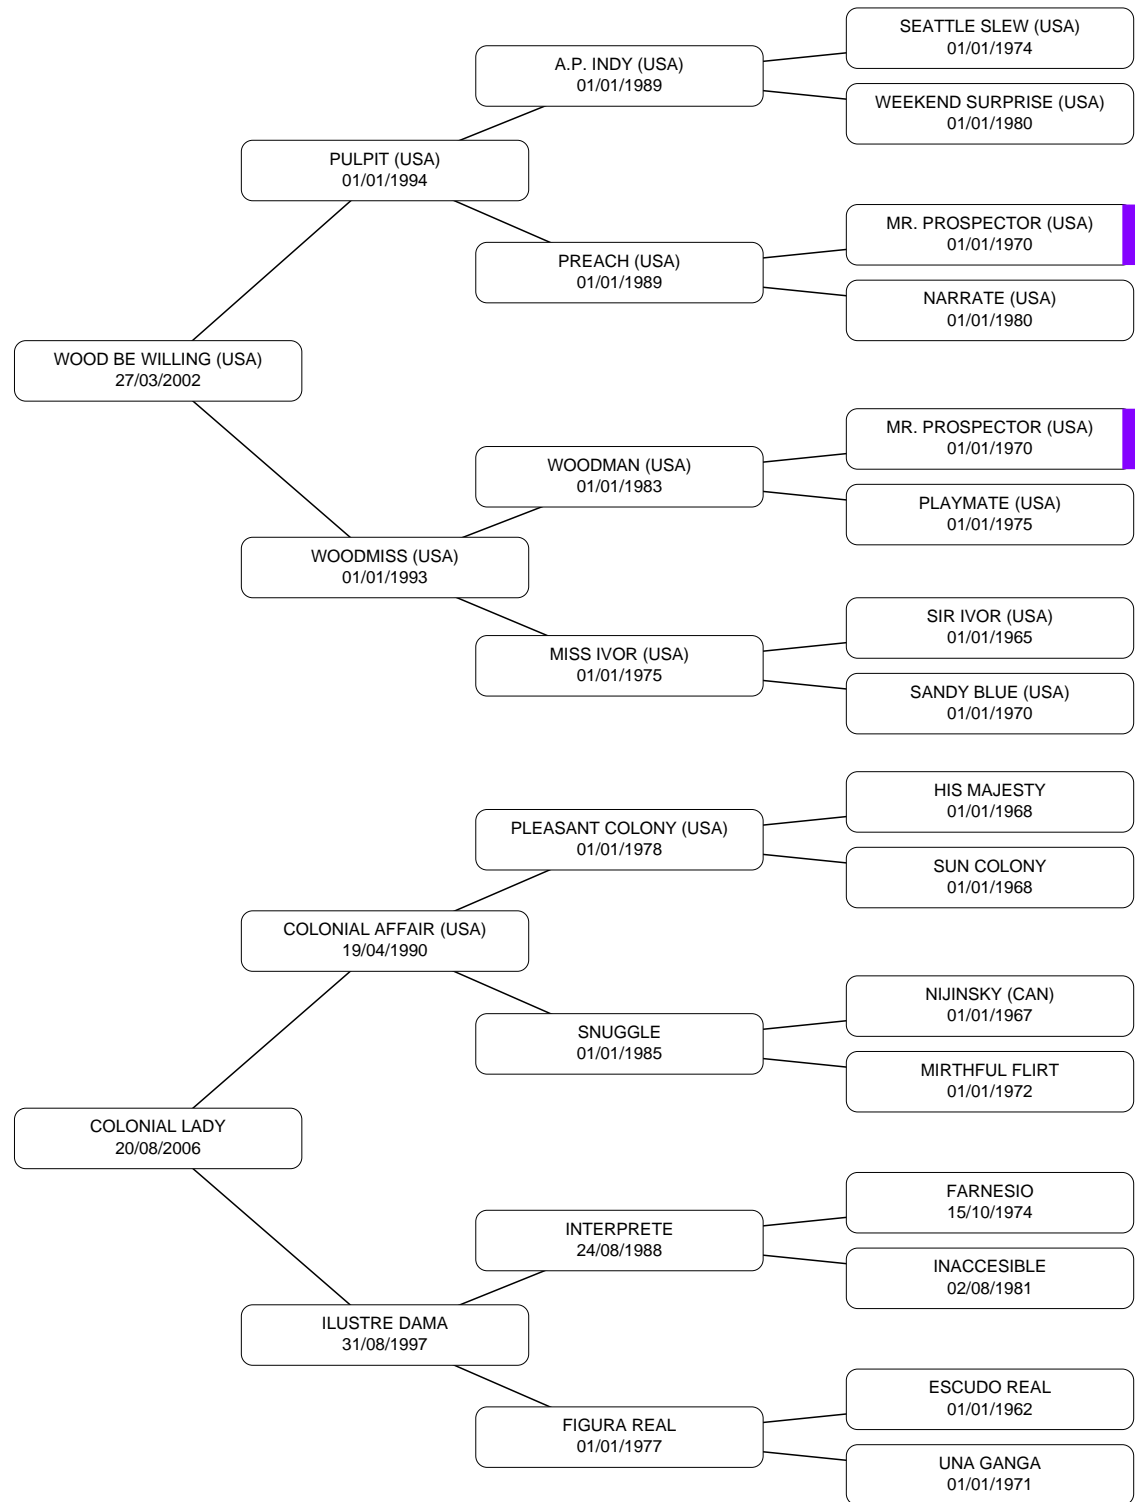 SEATTLE SLEW (USA)
01/01/1974
A.P. INDY (USA)
01/01/1989
WEEKEND SURPRISE (USA)
01/01/1980
PULPIT (USA)
01/01/1994
MR. PROSPECTOR (USA)
01/01/1970
PREACH (USA)
01/01/1989
NARRATE (USA)
01/01/1980
WOOD BE WILLING (USA)
27/03/2002
MR. PROSPECTOR (USA)
01/01/1970
WOODMAN (USA)
01/01/1983
PLAYMATE (USA)
01/01/1975
WOODMISS (USA)
01/01/1993
SIR IVOR (USA)
01/01/1965
MISS IVOR (USA)
01/01/1975
SANDY BLUE (USA)
01/01/1970
HIS MAJESTY
01/01/1968
PLEASANT COLONY (USA)
01/01/1978
SUN COLONY
01/01/1968
COLONIAL AFFAIR (USA)
19/04/1990
NIJINSKY (CAN)
01/01/1967
SNUGGLE
01/01/1985
MIRTHFUL FLIRT
01/01/1972
COLONIAL LADY
20/08/2006
FARNESIO
15/10/1974
INTERPRETE
24/08/1988
INACCESIBLE
02/08/1981
ILUSTRE DAMA
31/08/1997
ESCUDO REAL
01/01/1962
FIGURA REAL
01/01/1977
UNA GANGA
01/01/1971